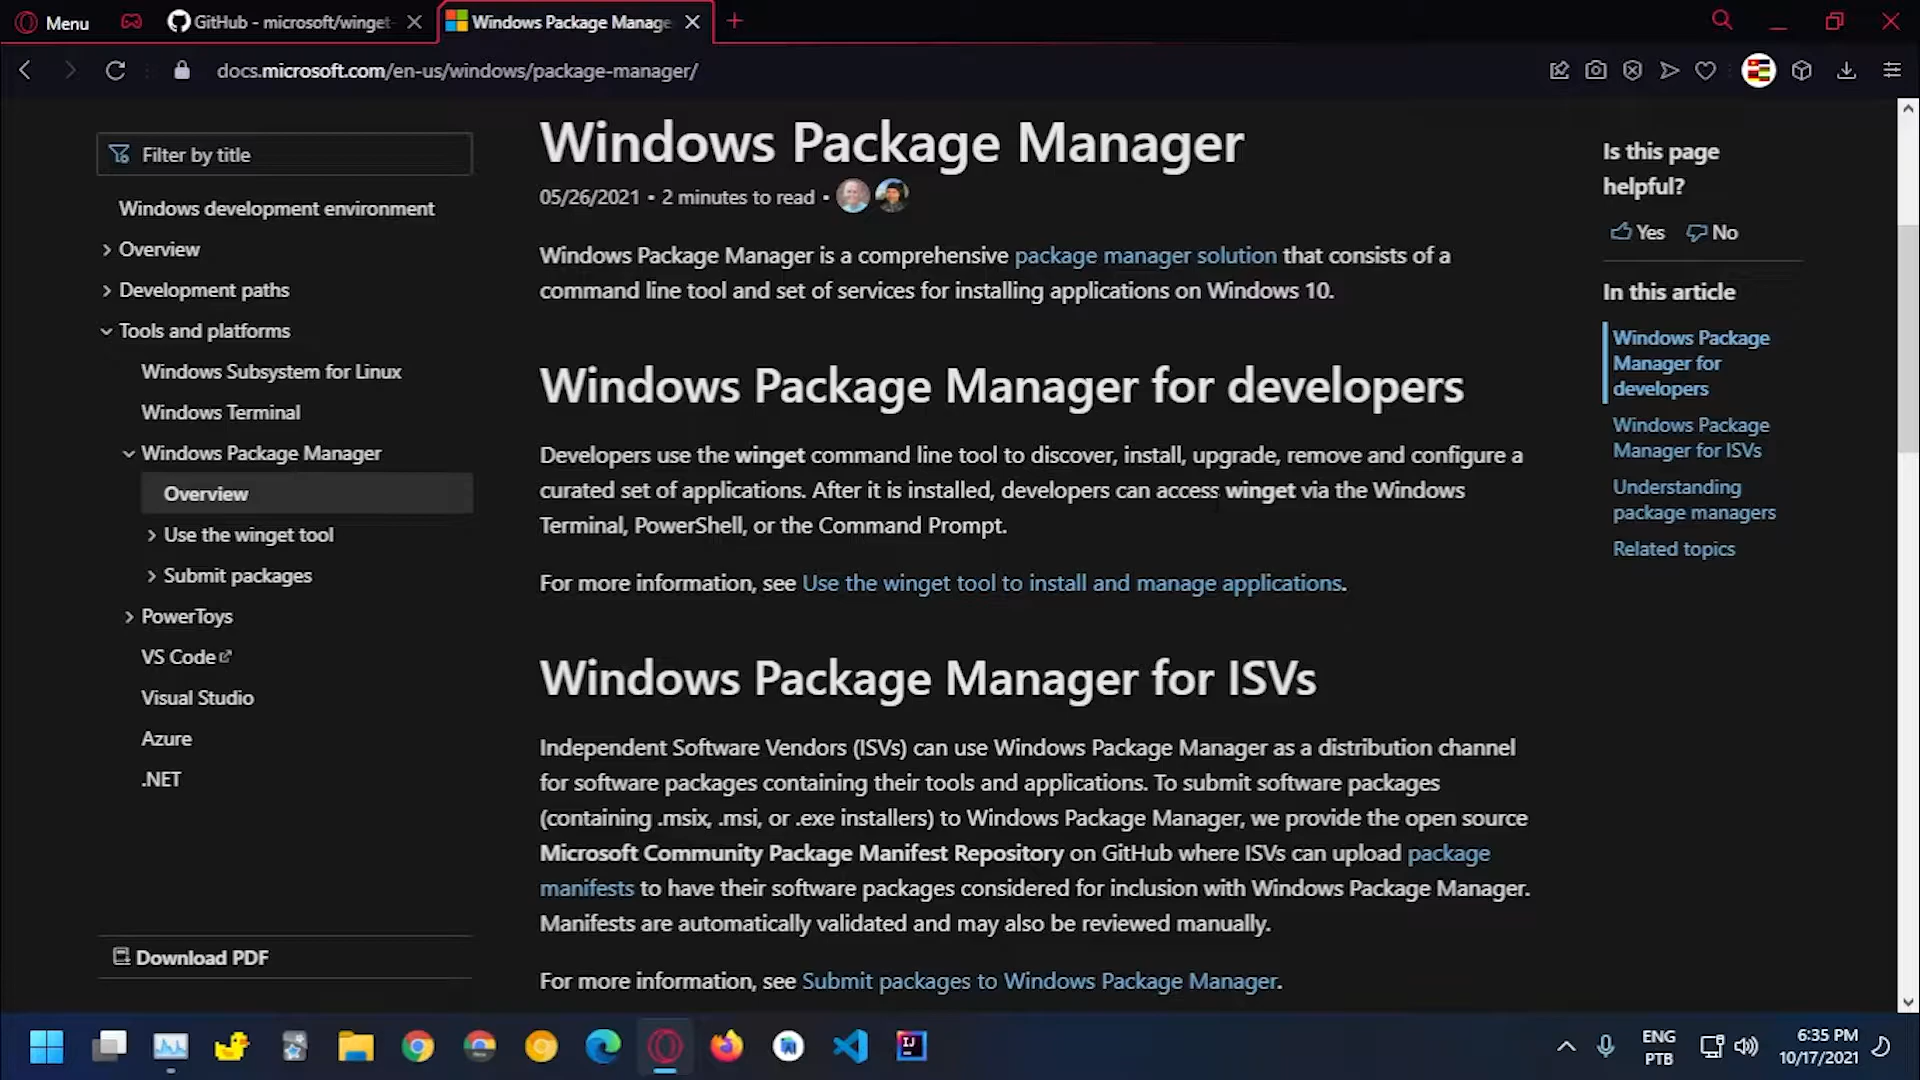 Menu
GitHub - microsoft/winget-
Windows Package Manage
docs.microsoft.com/en-us/windows/package-manager/
Filter by title
Windows development environment
Overview
Development paths
Tools and platforms
Windows Subsystem for Linux
Windows Terminal
Windows Package Manager
Overview
Use the winget tool
Submit packages
PowerToys
VS Code
Visual Studio
Azure
.NET
Download PDF
Windows Package Manager
05/26/2021 • 2 minutes to read •
Windows Package Manager is a comprehensive package manager solution that consists of a
command line tool and set of services for installing applications on Windows 10.
Windows Package Manager for developers
Developers use the winget command line tool to discover, install, upgrade, remove and configure a
curated set of applications. After it is installed, developers can access winget via the Windows
Terminal, PowerShell, or the Command Prompt.
For more information, see Use the winget tool to install and manage applications.
Windows Package Manager for ISVs
Independent Software Vendors (ISVs) can use Windows Package Manager as a distribution channel
for software packages containing their tools and applications. To submit software packages
(containing .msix, .msi, or .exe installers) to Windows Package Manager, we provide the open source
Microsoft Community Package Manifest Repository on GitHub where ISVs can upload package
manifests to have their software packages considered for inclusion with Windows Package Manager.
Manifests are automatically validated and may also be reviewed manually.
For more information, see Submit packages to Windows Package Manager.
Is this page
helpful?
Yes No
In this article
Windows Package
Manager for
developers
Windows Package
Manager for ISVs
Understanding
package managers
Related topics
IJ
ENG
PTB
6:35 PM
10/17/2021